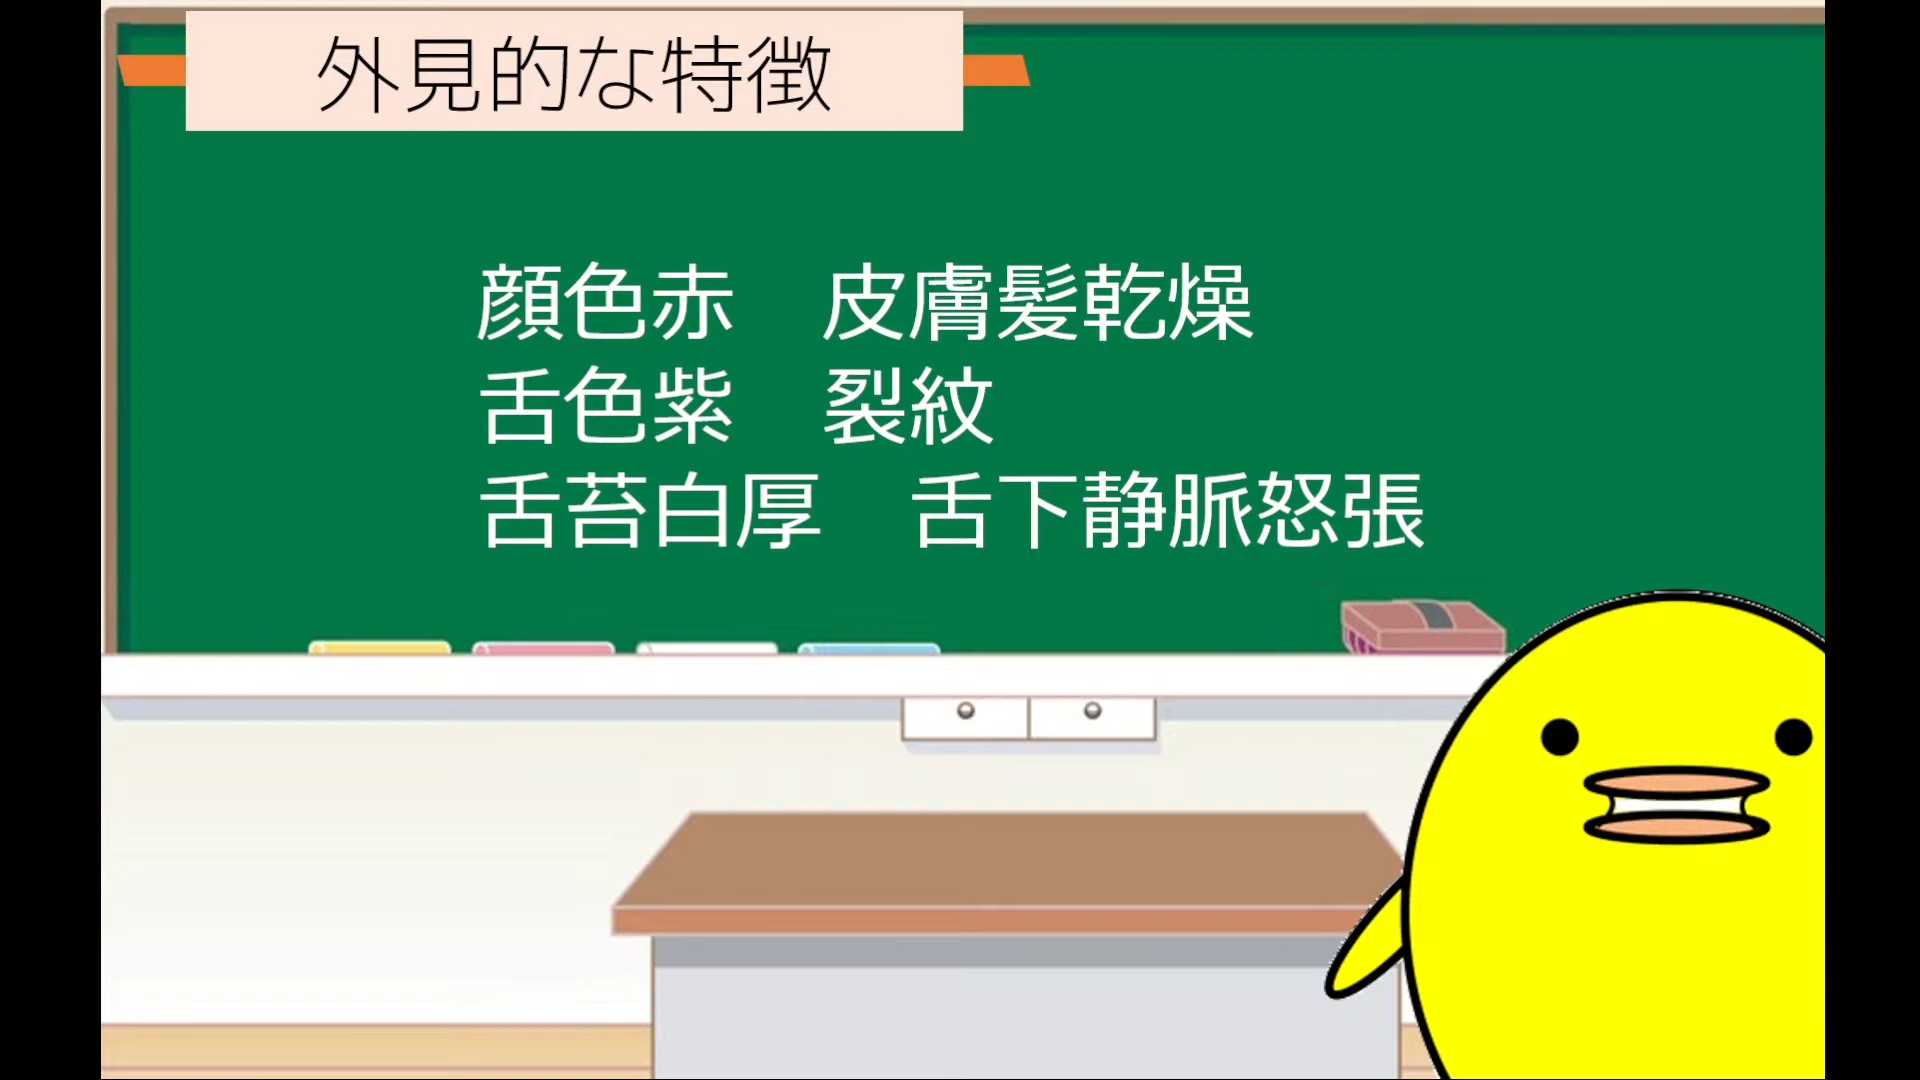 外見的な特徴
顔色赤　皮膚髪乾燥
舌色紫　裂紋
舌苔白厚　舌下静脈怒張